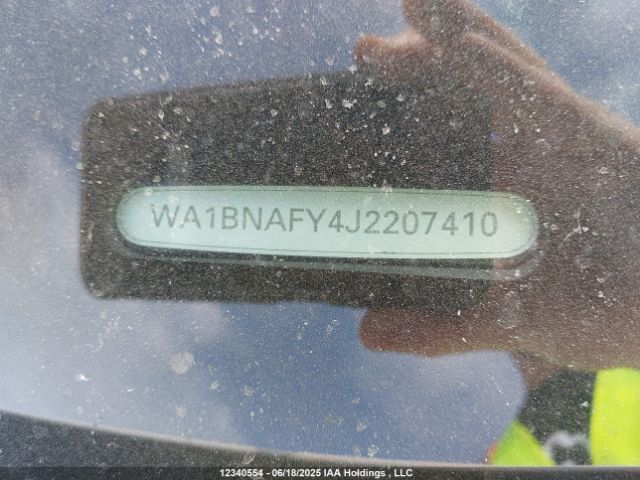 WA1BNAFY4J2207410
12340554 - 06/18/2025 IAA Holdings , LLC